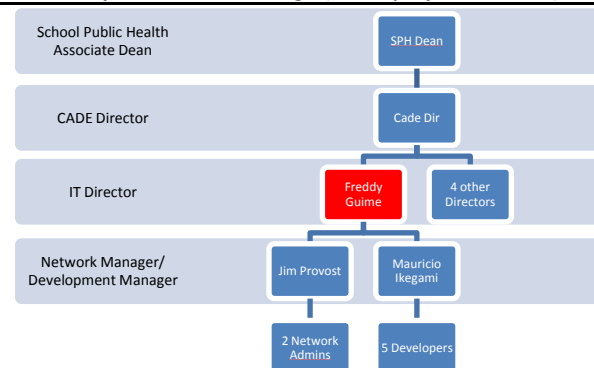 School Public Health
Associate Dean
SPH Dean
CADE Director
Cade Dir
IT Director
Freddy
Guime
4 other
Directors
Network Manager/
Development Manager
Jim Provost
Mauricio
Ikegami
2 Network
Admins
5 Developers